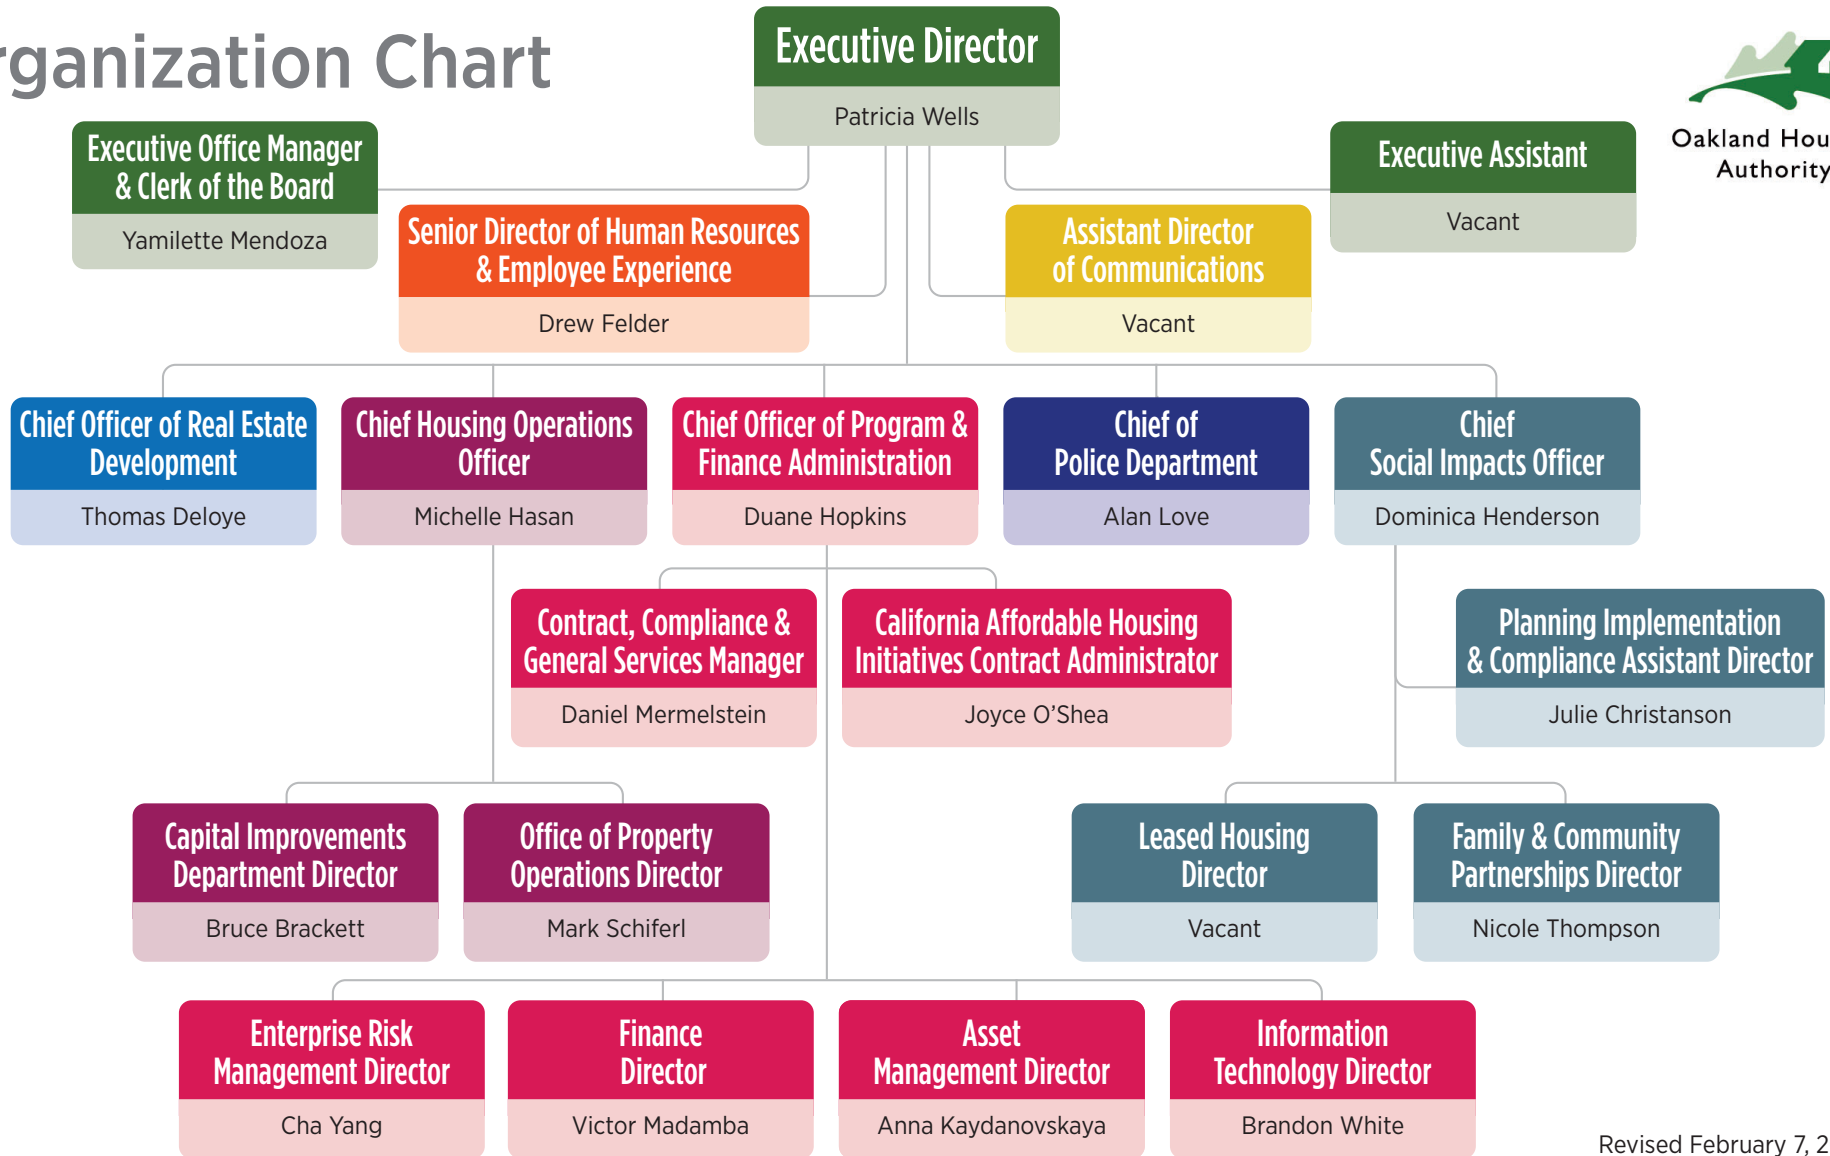 Organization Chart
Executive Director
Patricia Wells
Oakland Hou
Authority
Executive Office Manager
& Clerk of the Board
Yamilette Mendoza
Executive Assistant
Vacant
Senior Director of Human Resources
& Employee Experience
Drew Felder
Assistant Director
of Communications
Vacant
Chief Officer of Real Estate
Development
Thomas Deloye
Chief Housing Operations
Officer
Michelle Hasan
Chief Officer of Program &
Finance Administration
Duane Hopkins
Chief of
Police Department
Alan Love
Chief
Social Impacts Officer
Dominica Henderson
Contract, Compliance &
General Services Manager
Daniel Mermelstein
California Affordable Housing
Initiatives Contract Administrator
Joyce O’Shea
Planning Implementation
& Compliance Assistant Director
Julie Christanson
Capital Improvements
Department Director
Bruce Brackett
Office of Property
Operations Director
Mark Schiferl
Leased Housing
Director
Vacant
Family & Community
Partnerships Director
Nicole Thompson
Enterprise Risk
Management Director
Cha Yang
Finance
Director
Victor Madamba
Asset
Management Director
Anna Kaydanovskaya
Information
Technology Director
Brandon White
Revised February 7, 2